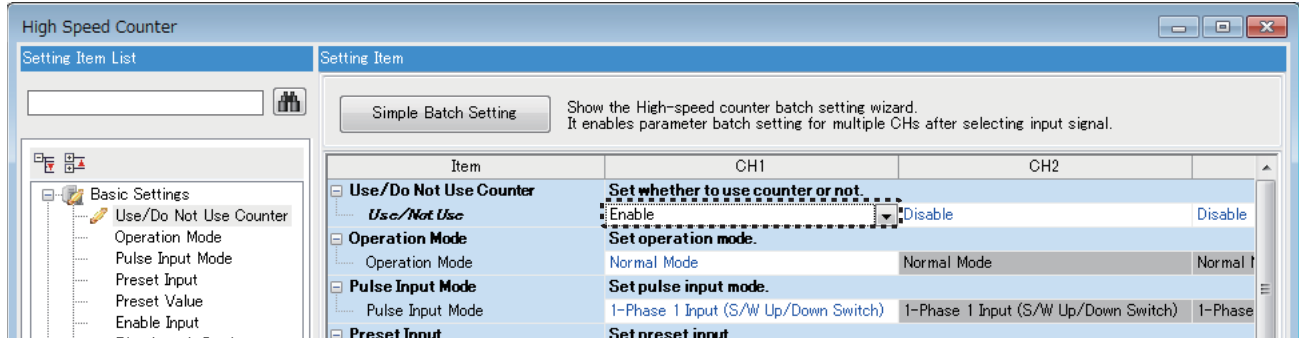 High Speed Counter
Setting Item List
Setting Item
Simple Batch Setting
Show the High-speed counter batch setting wizard.
It enables parameter batch setting for multiple CHs after selecting input signal.
Basic Settings
Use/Do Not Use Counter
Operation Mode
Pulse Input Mode
Preset Input
Preset Value
Enable Input
Item CH1 CH2
Use/Do Not Use Counter Set whether to use counter or not.
Use/Not Use Enable Disable Disable
Operation Mode Set operation mode.
Operation Mode Normal Mode Normal Mode Normal
Pulse Input Mode Set pulse input mode.
Pulse Input Mode 1-Phase 1 Input (S/W Up/Down Switch) 1-Phase 1 Input (S/W Up/Down Switch) 1-Phase
Preset Input Set preset input.